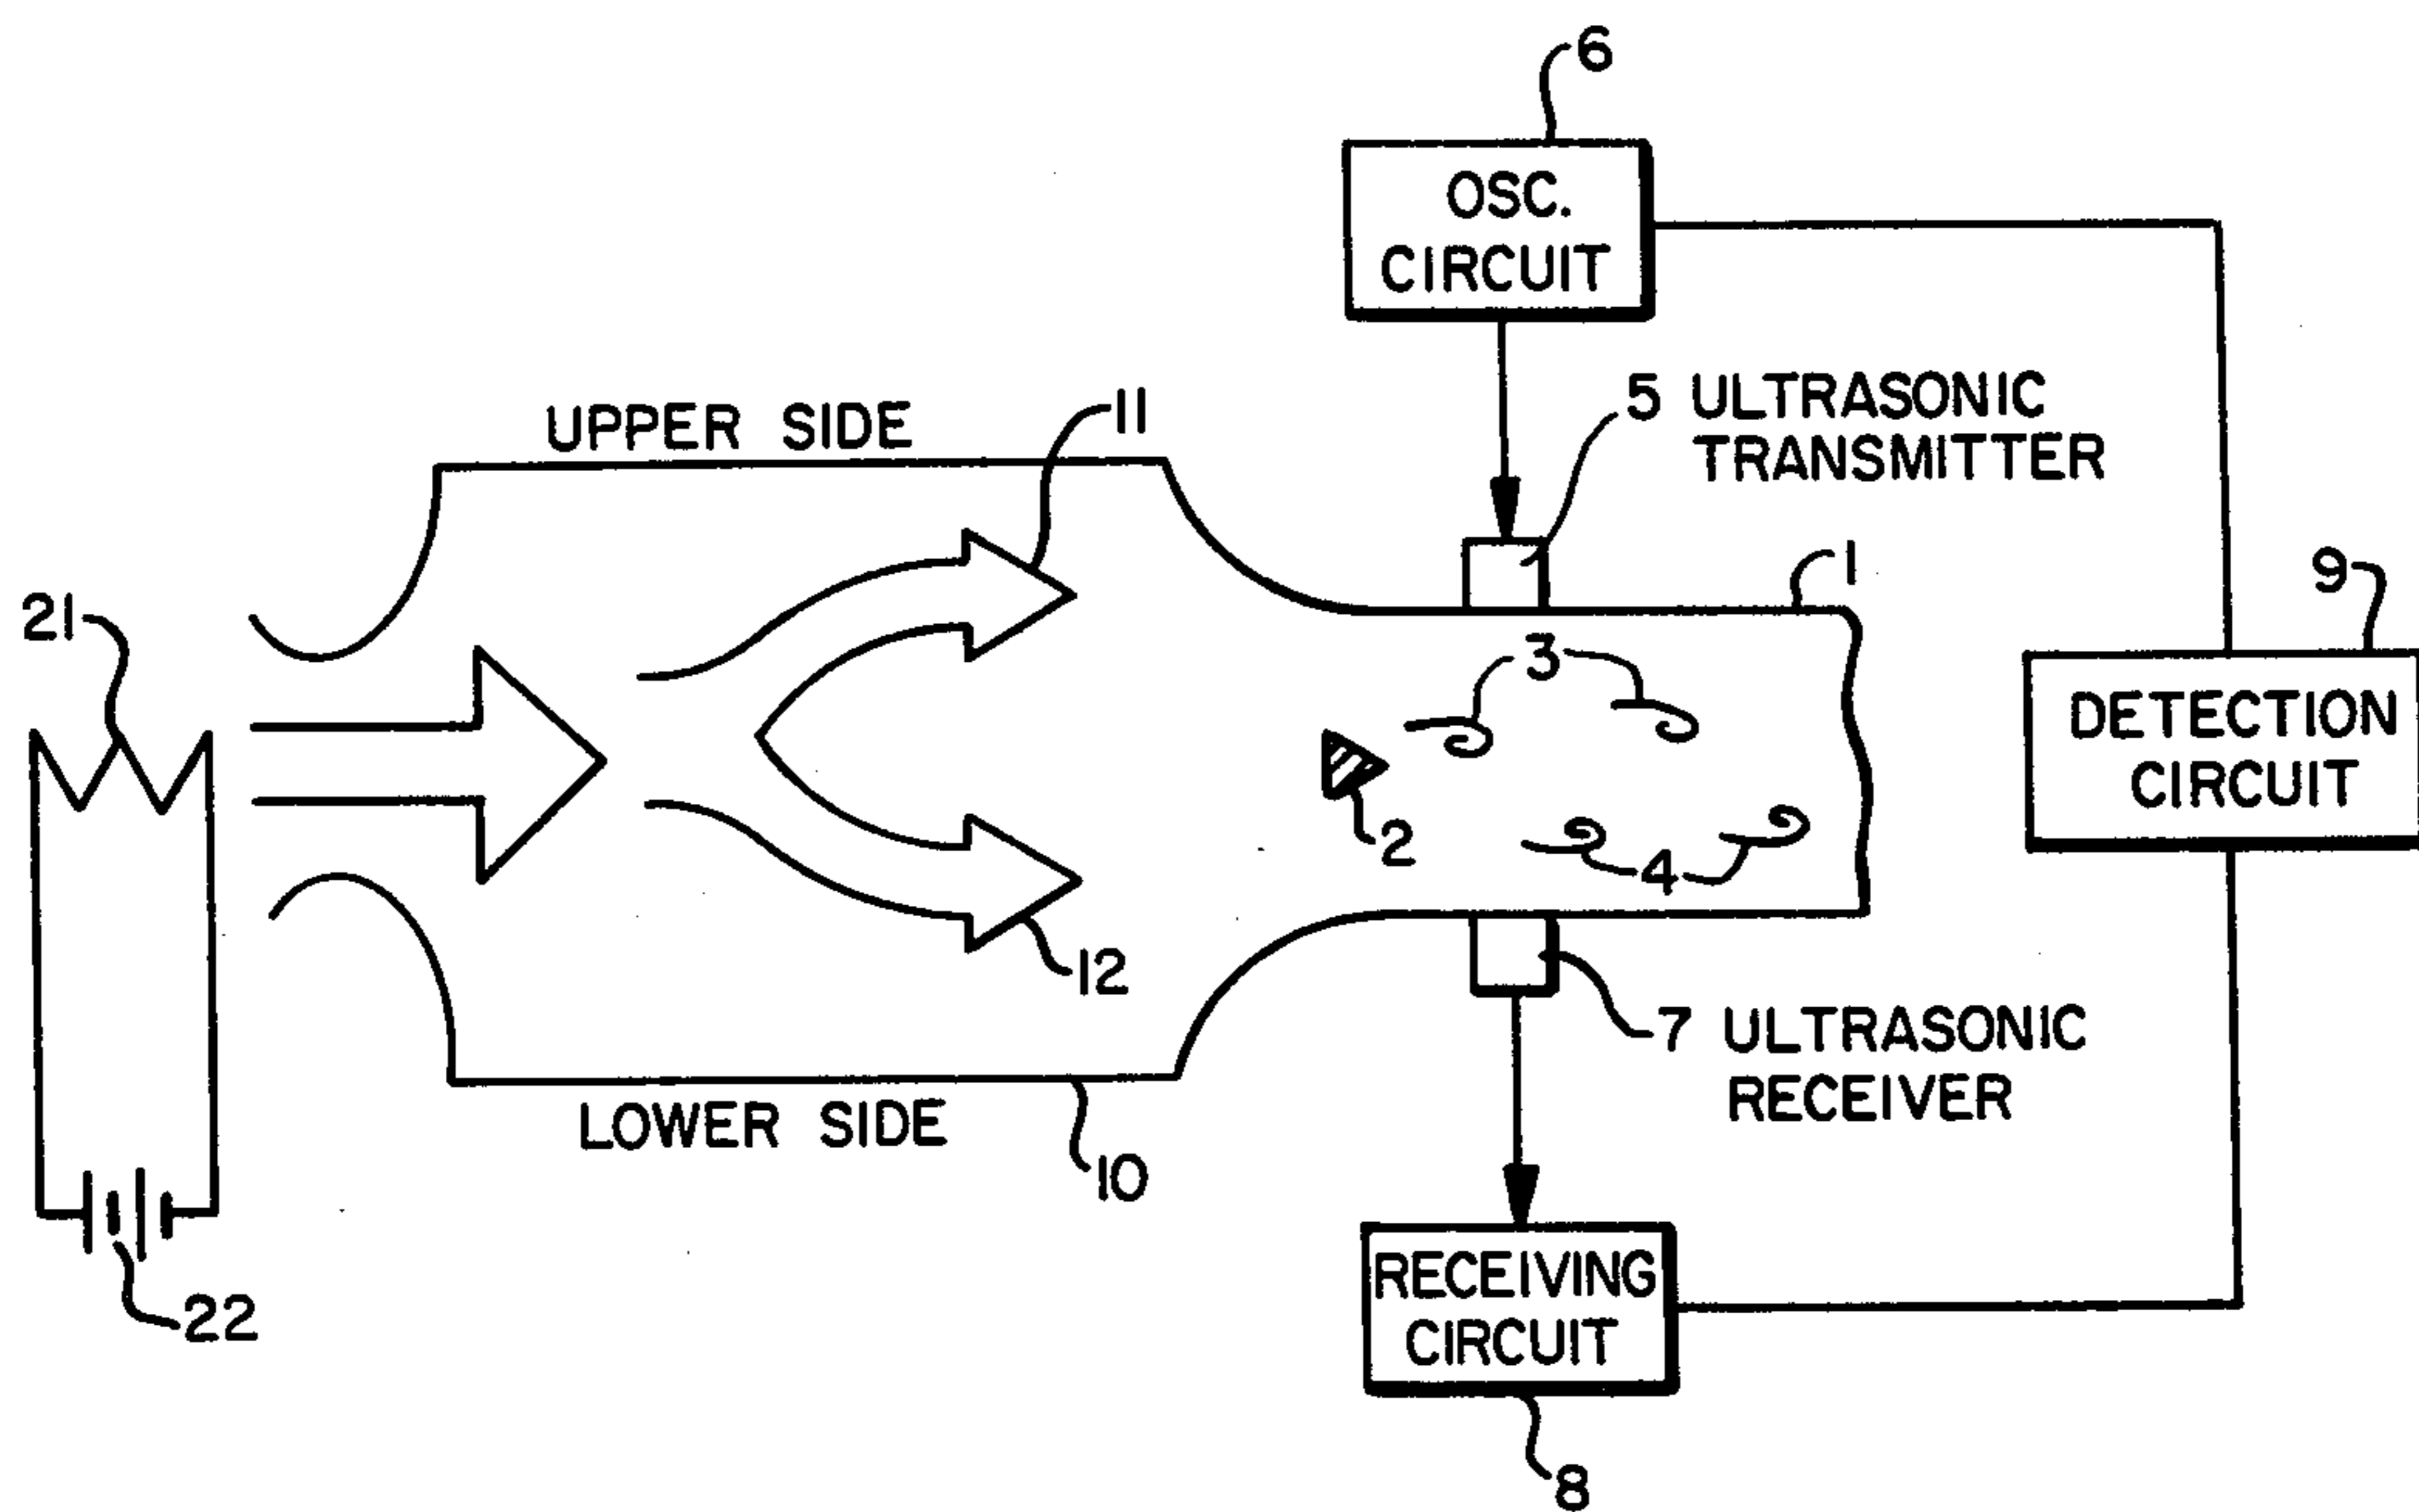 6
OSC.
CIRCUIT
UPPER SIDE
11
5 ULTRASONIC
TRANSMITTER
1
9
21
3
DETECTION
CIRCUIT
2
4
12
7 ULTRASONIC
RECEIVER
LOWER SIDE
10
22
RECEIVING
CIRCUIT
8